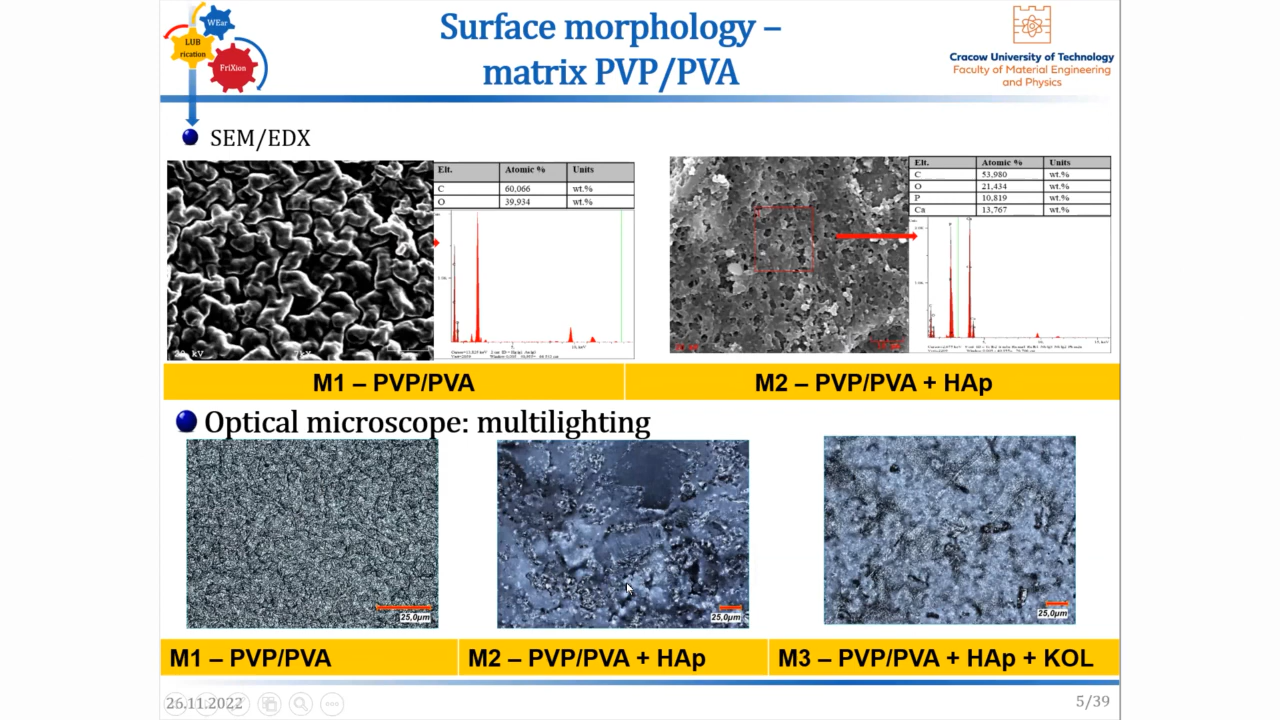 WEar
LUB
rication
FriXion
Surface morphology –
matrix PVP/PVA
Cracow University of Technology
Faculty of Material Engineering
and Physics
SEM/EDX
Elt. Atomic % Units
C 60,066 wt.%
O 39,934 wt.%
Elt. Atomic % Units
C 53,980 wt.%
O 21,434 wt.%
P 10,819 wt.%
Ca 13,767 wt.%
M1 – PVP/PVA
M2 – PVP/PVA + HAp
Optical microscope: multilighting
25,0µm
25,0µm
25,0µm
M1 – PVP/PVA
M2 – PVP/PVA + HAp
M3 – PVP/PVA + HAp + KOL
26.11.2022
5/39